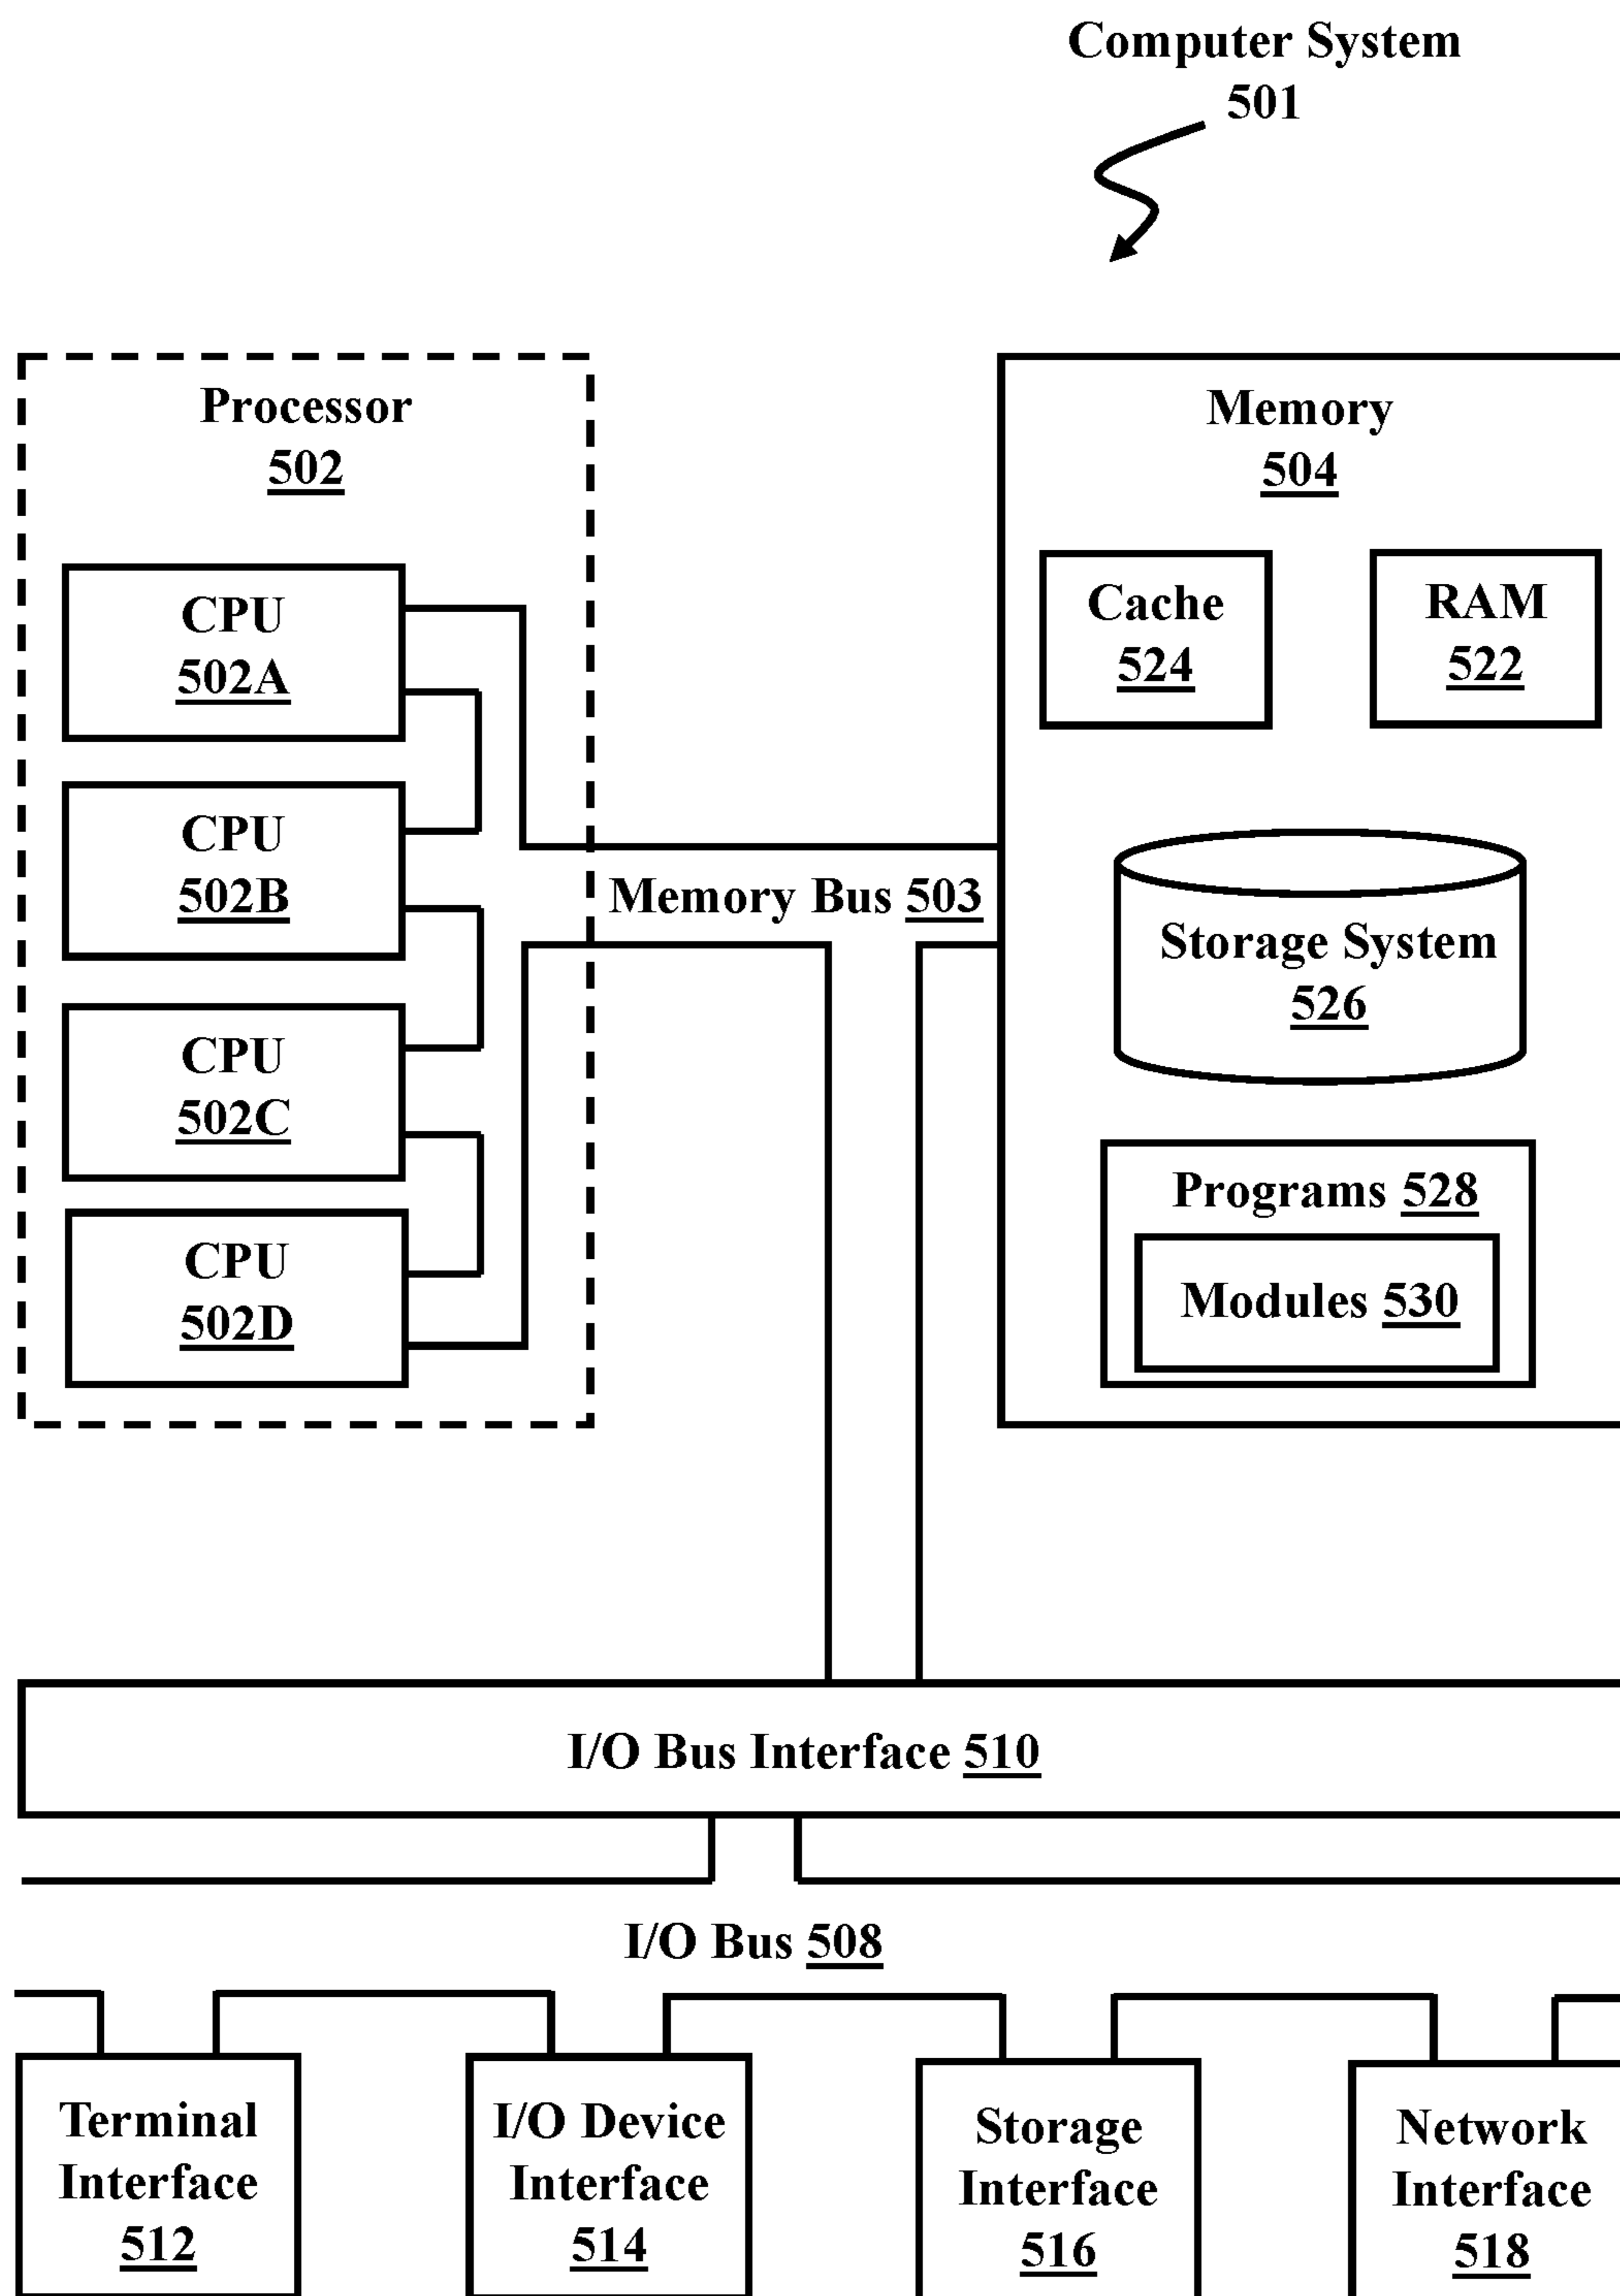 Computer System
501
Processor
502
CPU
502A
CPU
502B
CPU
502C
CPU
502D
Memory Bus 503
Memory
504
Cache
524
RAM
522
Storage System
526
Programs 528
Modules 530
I/O Bus Interface 510
I/O Bus 508
Terminal
Interface
512
I/O Device
Interface
514
Storage
Interface
516
Network
Interface
518